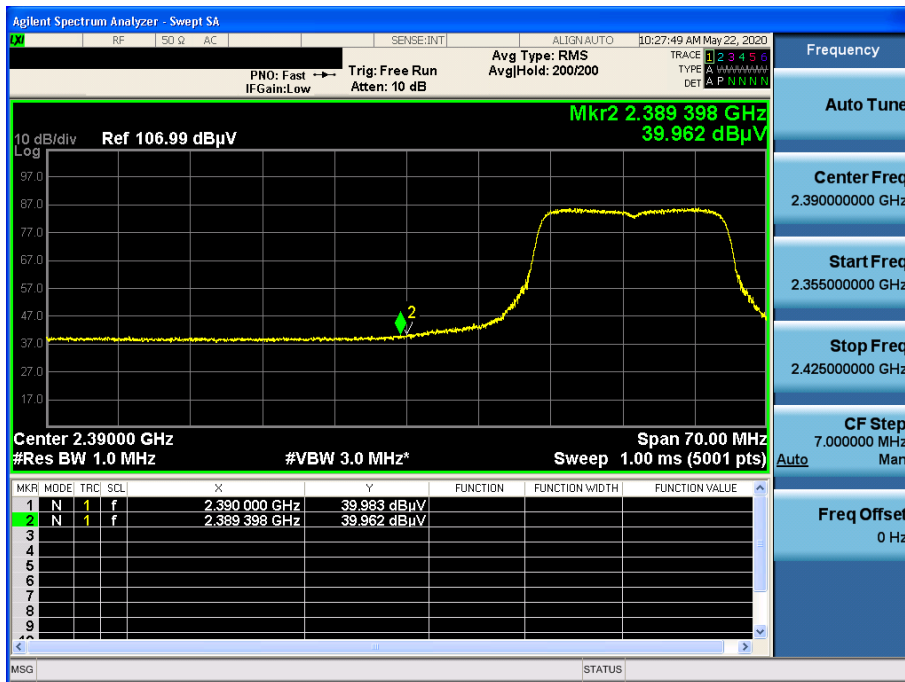 Agilent Spectrum Analyzer - Swept SA
LXI RF 50 Ω AC SENSE:INT ALIGN AUTO 10:27:49 AM May 22, 2020
PNO: Fast
IFGain:Low
Trig: Free Run
Atten: 10 dB
Avg Type: RMS
Avg|Hold: 200/200
TRACE 1 2 3 4 5 6
TYPE A WWWWW
DET A P N N N N
Mkr2 2.389 398 GHz
39.962 dBµV
10 dB/div Ref 106.99 dBµV
Log
97.0
87.0
77.0
67.0
57.0
47.0
37.0
27.0
17.0
2
Center 2.39000 GHz Span 70.00 MHz
#Res BW 1.0 MHz #VBW 3.0 MHz* Sweep 1.00 ms (5001 pts)
MKR MODE TRC SCL X Y FUNCTION FUNCTION WIDTH FUNCTION VALUE
1 N 1 f 2.390 000 GHz 39.983 dBµV
2 N 1 f 2.389 398 GHz 39.962 dBµV
3
4
5
6
7
8
9
MSG STATUS
Frequency
Auto Tune
Center Freq
2.390000000 GHz
Start Freq
2.355000000 GHz
Stop Freq
2.425000000 GHz
CF Step
7.000000 MHz
Auto Man
Freq Offset
0 Hz